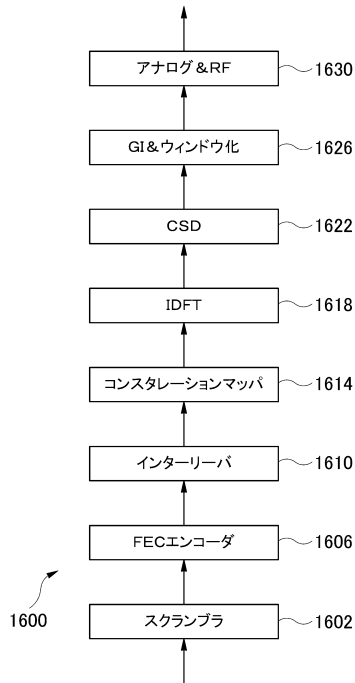 アナログ＆RF
1630
GI＆ウィンドウ化
1626
CSD
1622
IDFT
1618
コンスタレーションマッパ
1614
インターリーバ
1610
FECエンコーダ
1606
スクランブラ
1602
1600